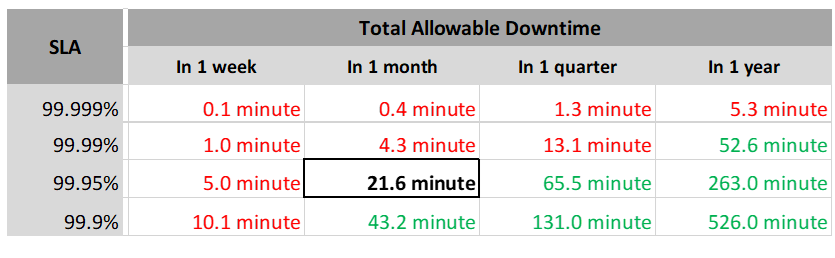 SLA
Total Allowable Downtime
In 1 week In 1 month In 1 quarter In 1 year
99.999% 0.1 minute 0.4 minute 1.3 minute 5.3 minute
99.99% 1.0 minute 4.3 minute 13.1 minute 52.6 minute
99.95% 5.0 minute 21.6 minute 65.5 minute 263.0 minute
99.9% 10.1 minute 43.2 minute 131.0 minute 526.0 minute